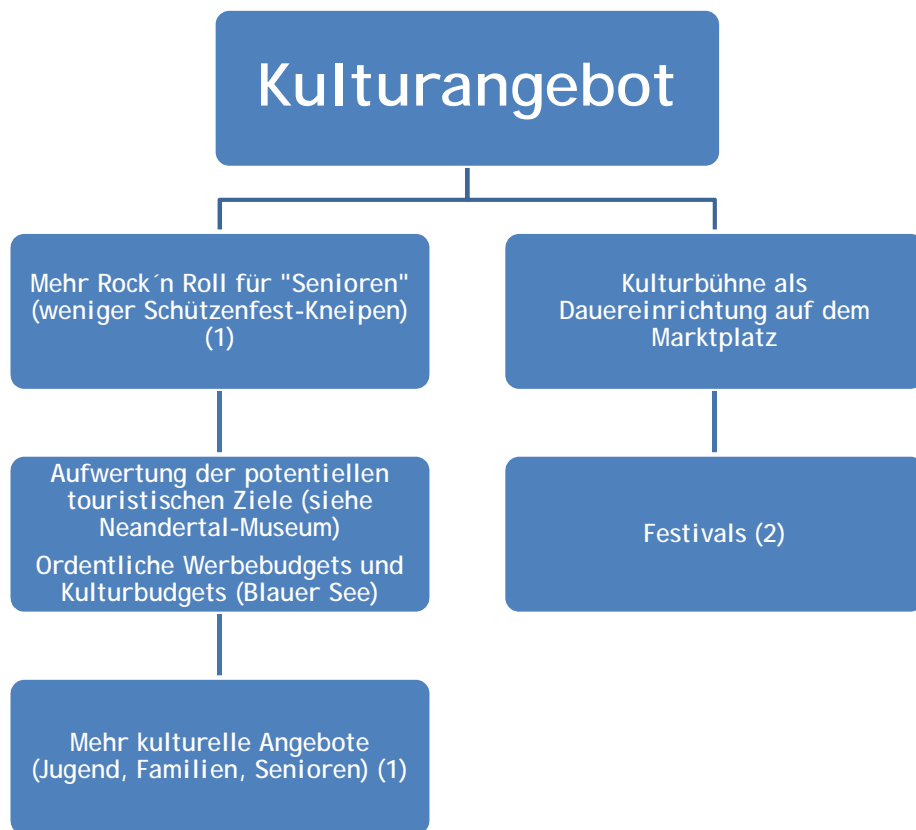 Kulturangebot
Mehr Rock´n Roll für "Senioren"
(weniger Schützenfest-Kneipen)
(1)
Aufwertung der potentiellen
touristischen Ziele (siehe
Neandertal-Museum)
Ordentliche Werbebudgets und
Kulturbudgets (Blauer See)
Mehr kulturelle Angebote
(Jugend, Familien, Senioren) (1)
Kulturbühne als
Dauereinrichtung auf dem
Marktplatz
Festivals (2)